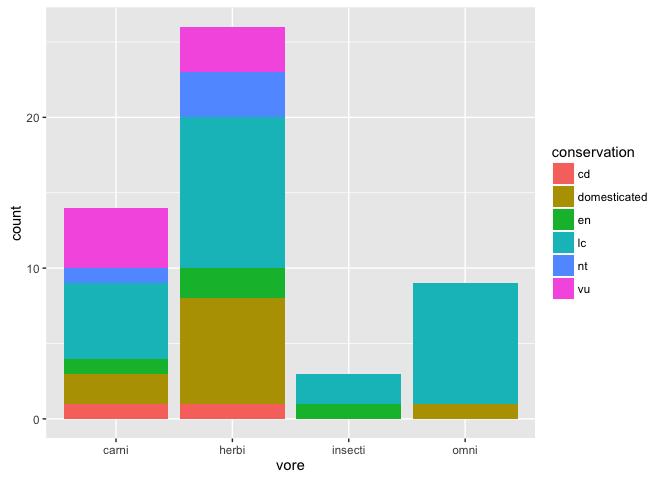 20
10
0
count
carni herbi insecti omni
vore
conservation
cd
domesticated
en
lc
nt
vu